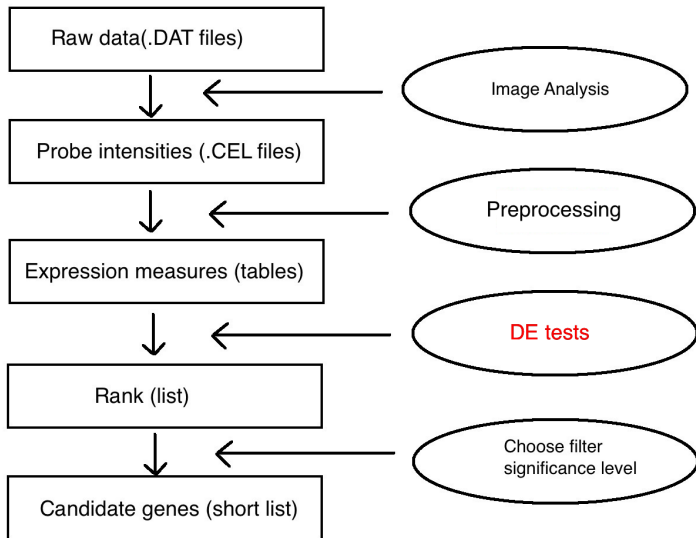 Raw data(.DAT files)
Image Analysis
Probe intensities (.CEL files)
Preprocessing
Expression measures (tables)
DE tests
Rank (list)
Choose filter
significance level
Candidate genes (short list)